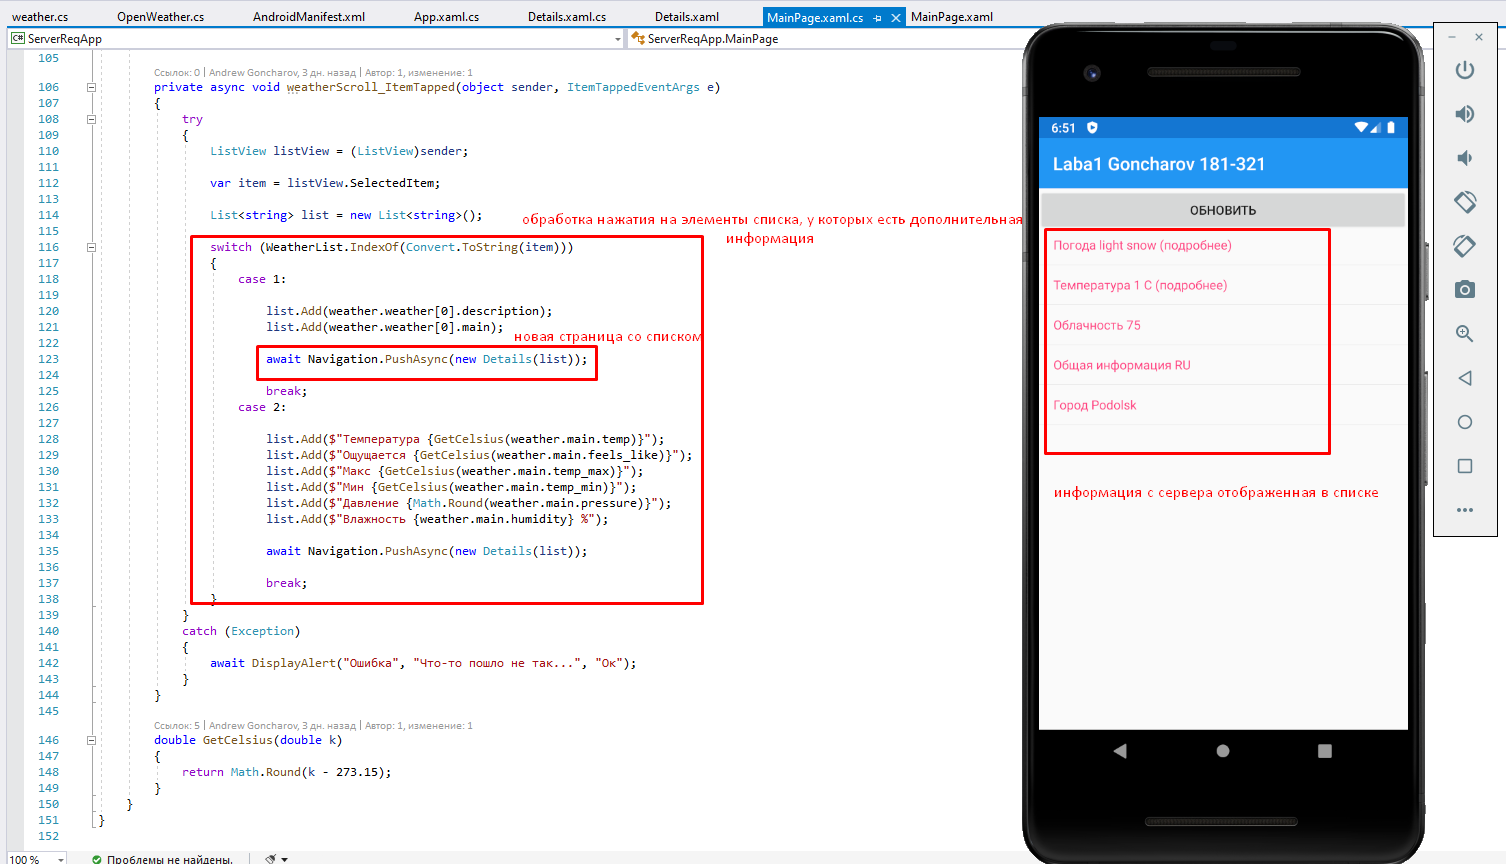 weather.cs OpenWeather.cs AndroidManifest.xml App.xaml.cs Details.xaml.cs Details.xaml MainPage.xaml.cs MainPage.xaml
C# ServerReqApp ServerReqApp.MainPage
105
Ссылок: 0 | Andrew Goncharov, 3 дн. назад | Автор: 1, изменение: 1
106 private async void weatherScroll_ItemTapped(object sender, ItemTappedEventArgs e)
107 {
108 try
109 {
110 ListView listView = (ListView)sender;
111
112 var item = listView.SelectedItem;
113
114 List<string> list = new List<string>();
обработка нажатия на элементы списка, у которых есть дополнительная
информация
115
116 switch (WeatherList.IndexOf(Convert.ToString(item)))
117 {
118 case 1:
119
120 list.Add(weather.weather[0].description);
121 list.Add(weather.weather[0].main);
новая страница со списком
122
123 await Navigation.PushAsync(new Details(list));
124
125 break;
126 case 2:
127
128 list.Add($"Температура {GetCelsius(weather.main.temp)}");
129 list.Add($"Ощущается {GetCelsius(weather.main.feels_like)}");
130 list.Add($"Макс {GetCelsius(weather.main.temp_max)}");
131 list.Add($"Мин {GetCelsius(weather.main.temp_min)}");
132 list.Add($"Давление {Math.Round(weather.main.pressure)}");
133 list.Add($"Влажность {weather.main.humidity} %");
134
135 await Navigation.PushAsync(new Details(list));
136
137 break;
138 }
139 }
140 catch (Exception)
141 {
142 await DisplayAlert("Ошибка", "Что-то пошло не так...", "Ок");
143 }
144 }
145
Ссылок: 5 | Andrew Goncharov, 3 дн. назад | Автор: 1, изменение: 1
146 double GetCelsius(double k)
147 {
148 return Math.Round(k - 273.15);
149 }
150 }
151 }
152
100 % Проблемы не найдены.
6:51
Laba1 Goncharov 181-321
ОБНОВИТЬ
Погода light snow (подробнее)
Температура 1 C (подробнее)
Облачность 75
Общая информация RU
Город Podolsk
информация с сервера отображенная в списке